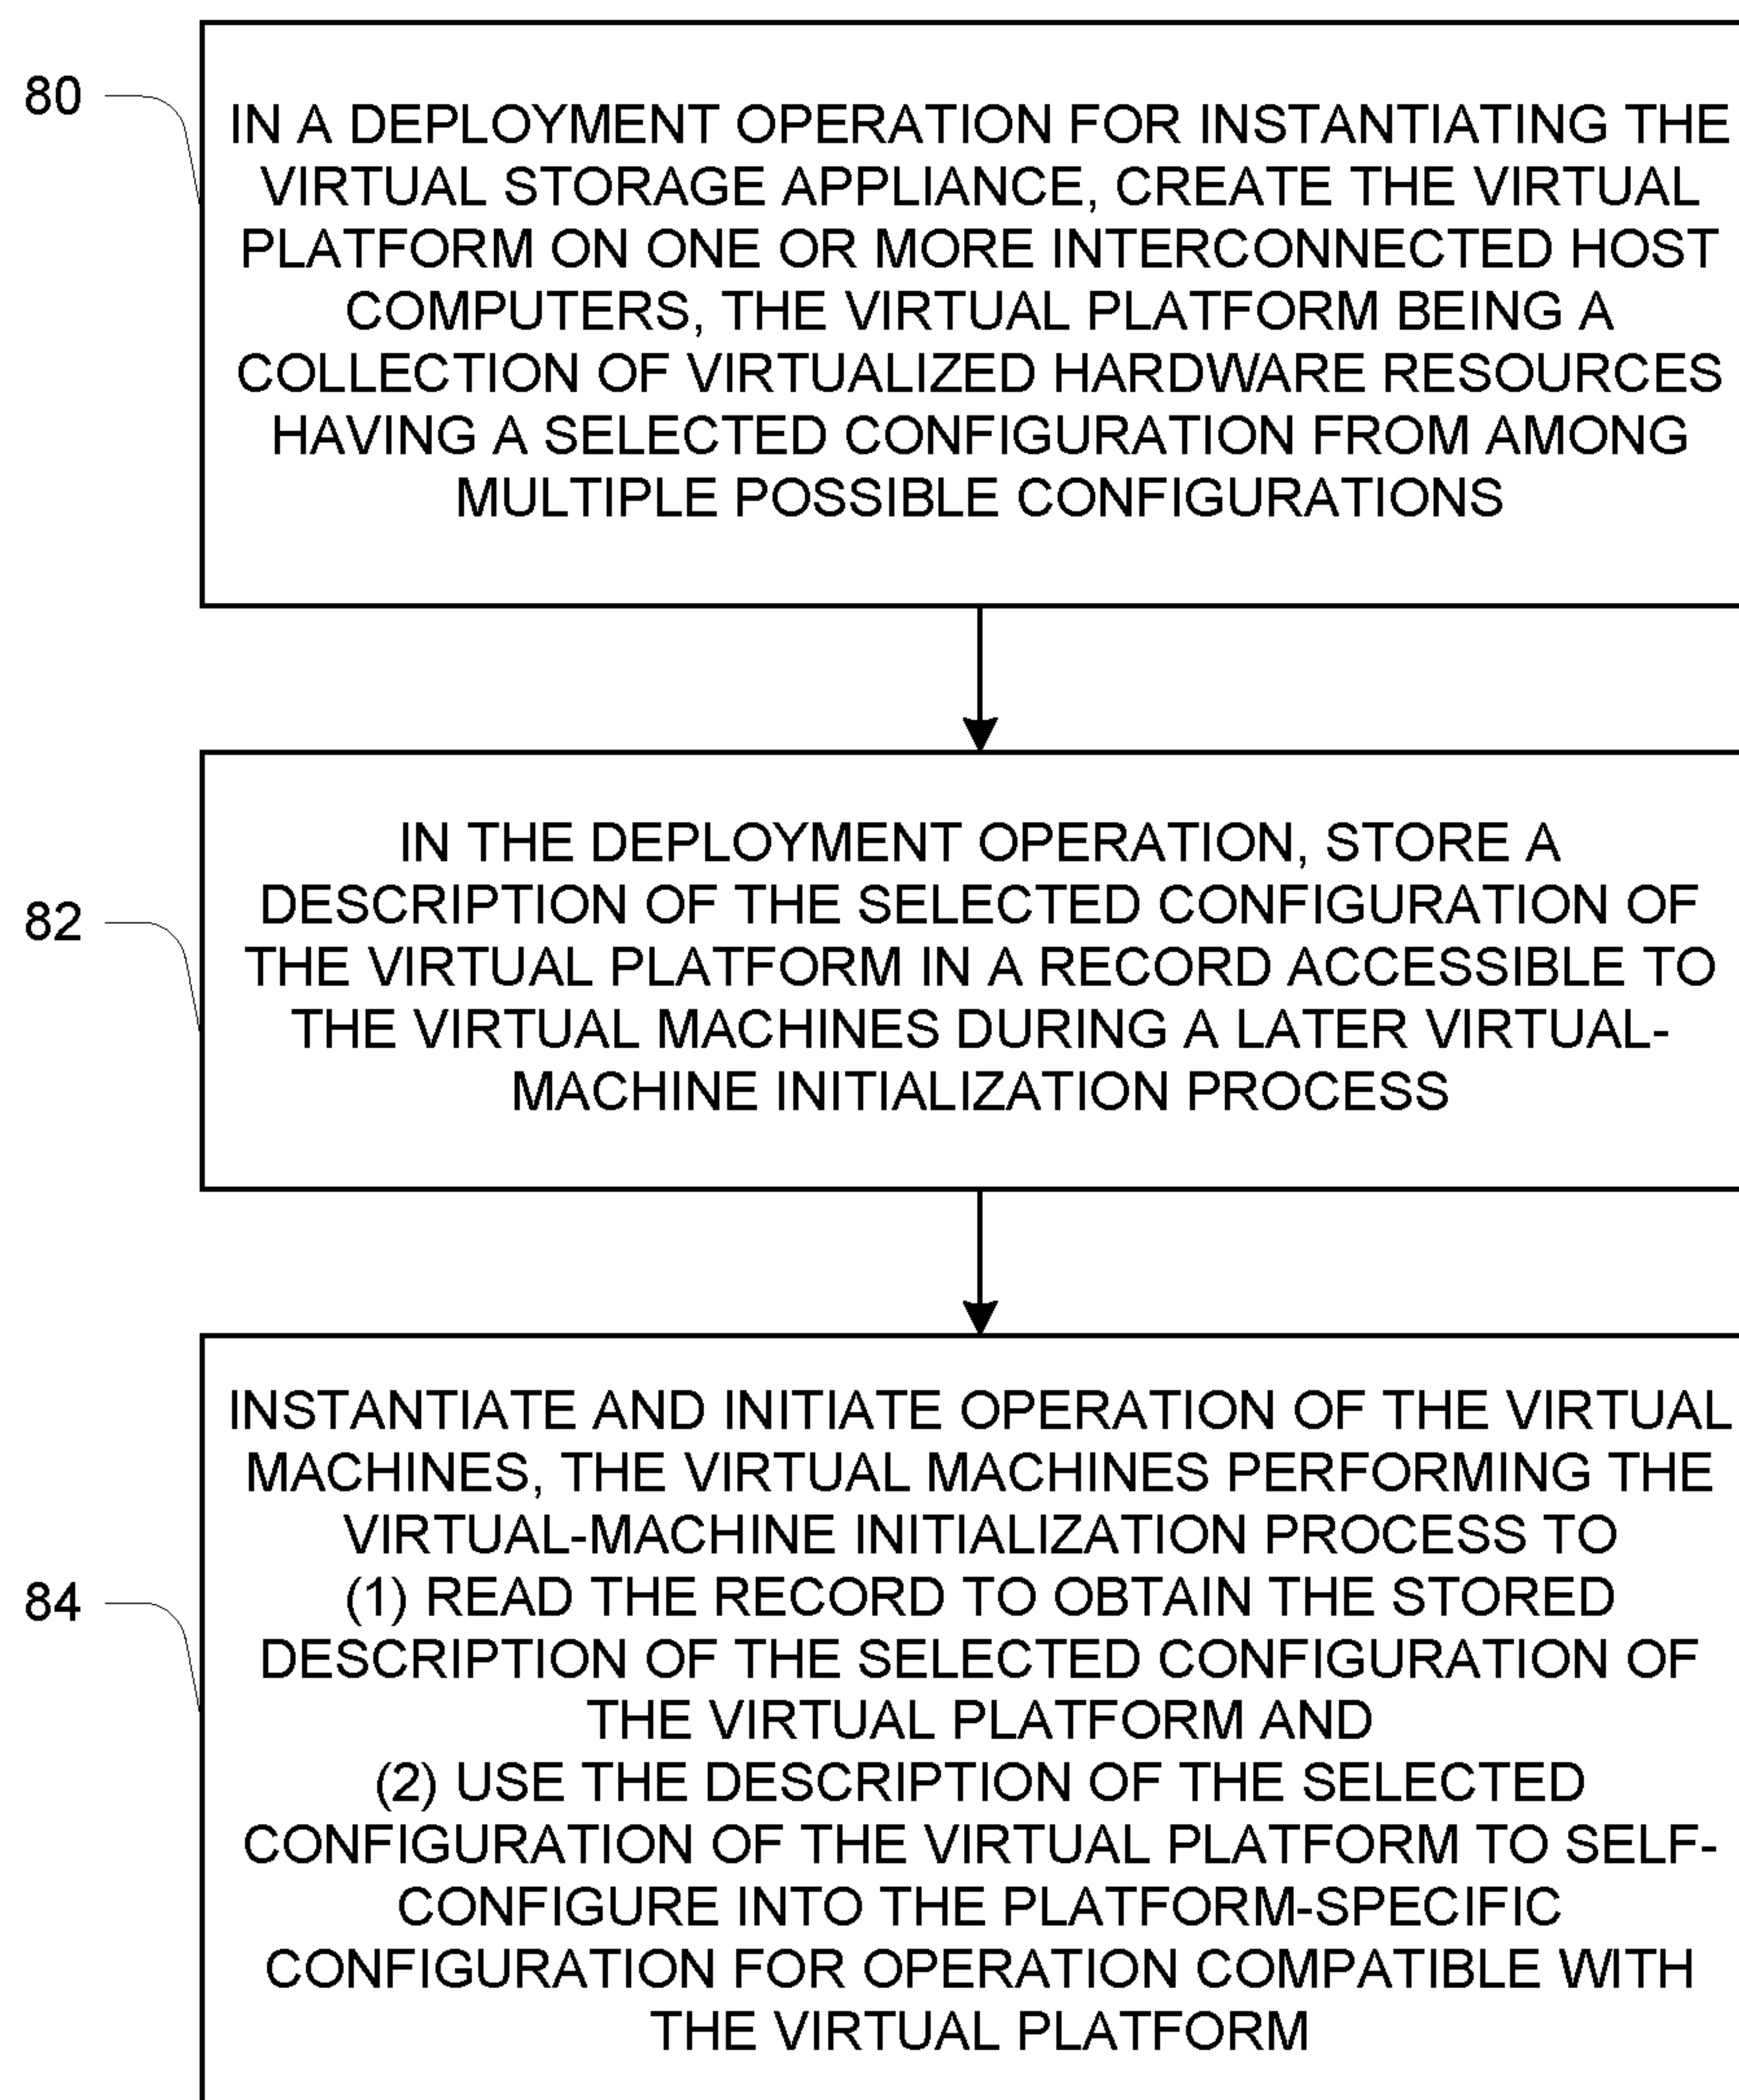 80
IN A DEPLOYMENT OPERATION FOR INSTANTIATING THE
VIRTUAL STORAGE APPLIANCE, CREATE THE VIRTUAL
PLATFORM ON ONE OR MORE INTERCONNECTED HOST
COMPUTERS, THE VIRTUAL PLATFORM BEING A
COLLECTION OF VIRTUALIZED HARDWARE RESOURCES
HAVING A SELECTED CONFIGURATION FROM AMONG
MULTIPLE POSSIBLE CONFIGURATIONS
82
IN THE DEPLOYMENT OPERATION, STORE A
DESCRIPTION OF THE SELECTED CONFIGURATION OF
THE VIRTUAL PLATFORM IN A RECORD ACCESSIBLE TO
THE VIRTUAL MACHINES DURING A LATER VIRTUAL-
MACHINE INITIALIZATION PROCESS
84
INSTANTIATE AND INITIATE OPERATION OF THE VIRTUAL
MACHINES, THE VIRTUAL MACHINES PERFORMING THE
VIRTUAL-MACHINE INITIALIZATION PROCESS TO
(1) READ THE RECORD TO OBTAIN THE STORED
DESCRIPTION OF THE SELECTED CONFIGURATION OF
THE VIRTUAL PLATFORM AND
(2) USE THE DESCRIPTION OF THE SELECTED
CONFIGURATION OF THE VIRTUAL PLATFORM TO SELF-
CONFIGURE INTO THE PLATFORM-SPECIFIC
CONFIGURATION FOR OPERATION COMPATIBLE WITH
THE VIRTUAL PLATFORM